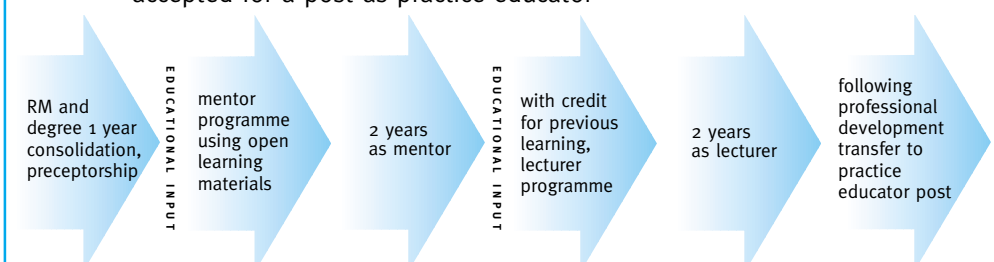 accepted for a post as practice educator
RM and
degree 1 year
consolidation,
preceptorship
EDUCATIONAL INPUT
mentor
programme
using open
learning
materials
2 years
as mentor
EDUCATIONAL INPUT
with credit
for previous
learning,
lecturer
programme
2 years
as lecturer
following
professional
development
transfer to
practice
educator post